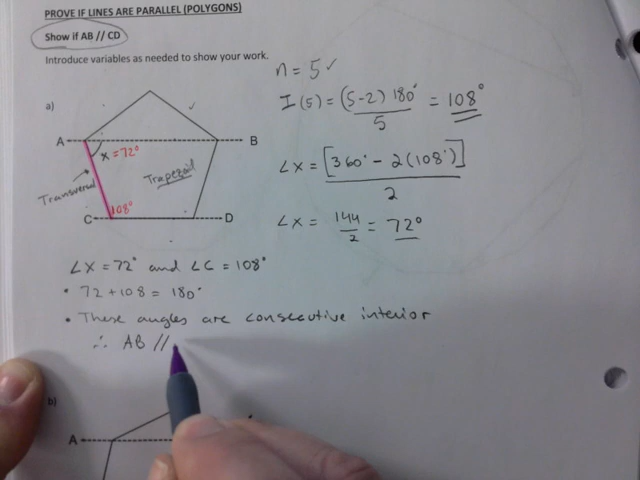 PROVE IF LINES ARE PARALLEL (POLYGONS)
Show if AB // CD
Introduce variables as needed to show your work.
n = 5 ✓
I(5) = (5-2) 180° / 5 = 108°
a)
A
B
x = 72°
Transversal
Trapezoid
108°
C
D
∠x = [360° - 2(108°)] / 2
∠x = 144 / 2 = 72°
∠x = 72° and ∠C = 108°
• 72 + 108 = 180°
• These angles are consecutive interior
∴ AB //
b)
A